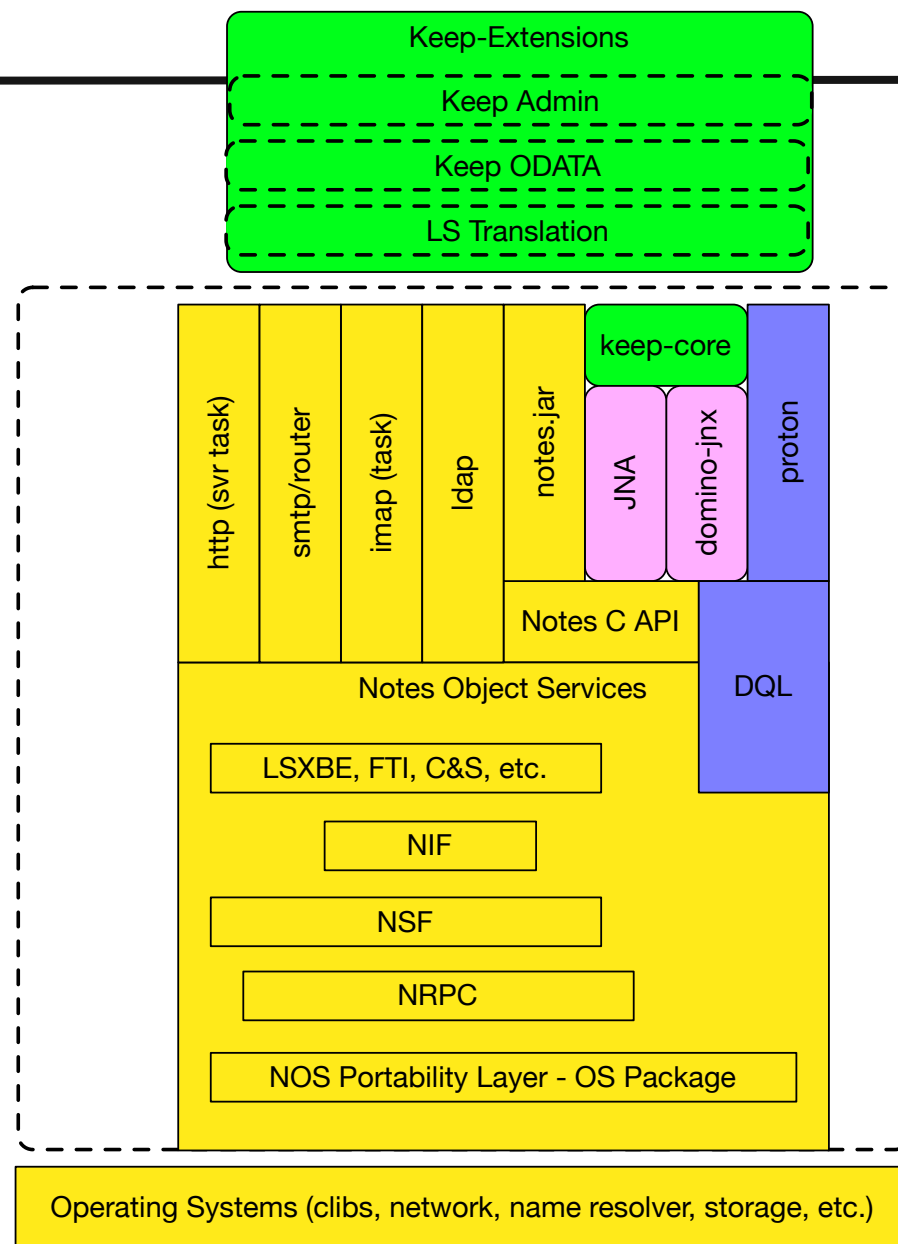 Keep-Extensions
Keep Admin
Keep ODATA
LS Translation
http (svr task)
smtp/router
imap (task)
ldap
notes.jar
keep-core
JNA
domino-jnx
proton
Notes C API
Notes Object Services
DQL
LSXBE, FTI, C&S, etc.
NIF
NSF
NRPC
NOS Portability Layer - OS Package
Operating Systems (clibs, network, name resolver, storage, etc.)